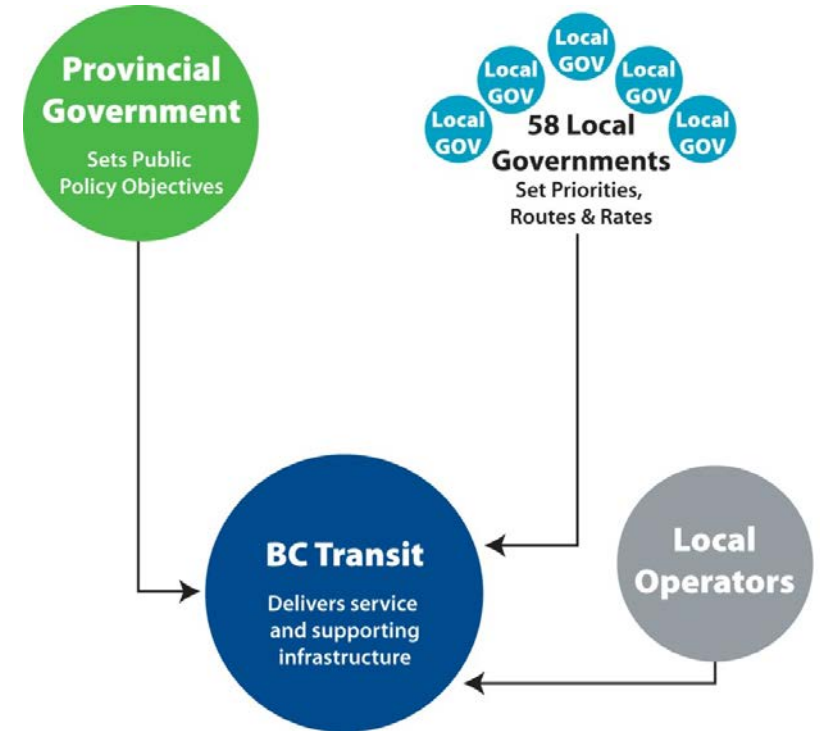 Provincial
Government
Sets Public
Policy Objectives
Local
GOV
Local
GOV
Local
GOV
Local
GOV
Local
GOV
58 Local
Governments
Set Priorities,
Routes & Rates
BC Transit
Delivers service
and supporting
infrastructure
Local
Operators